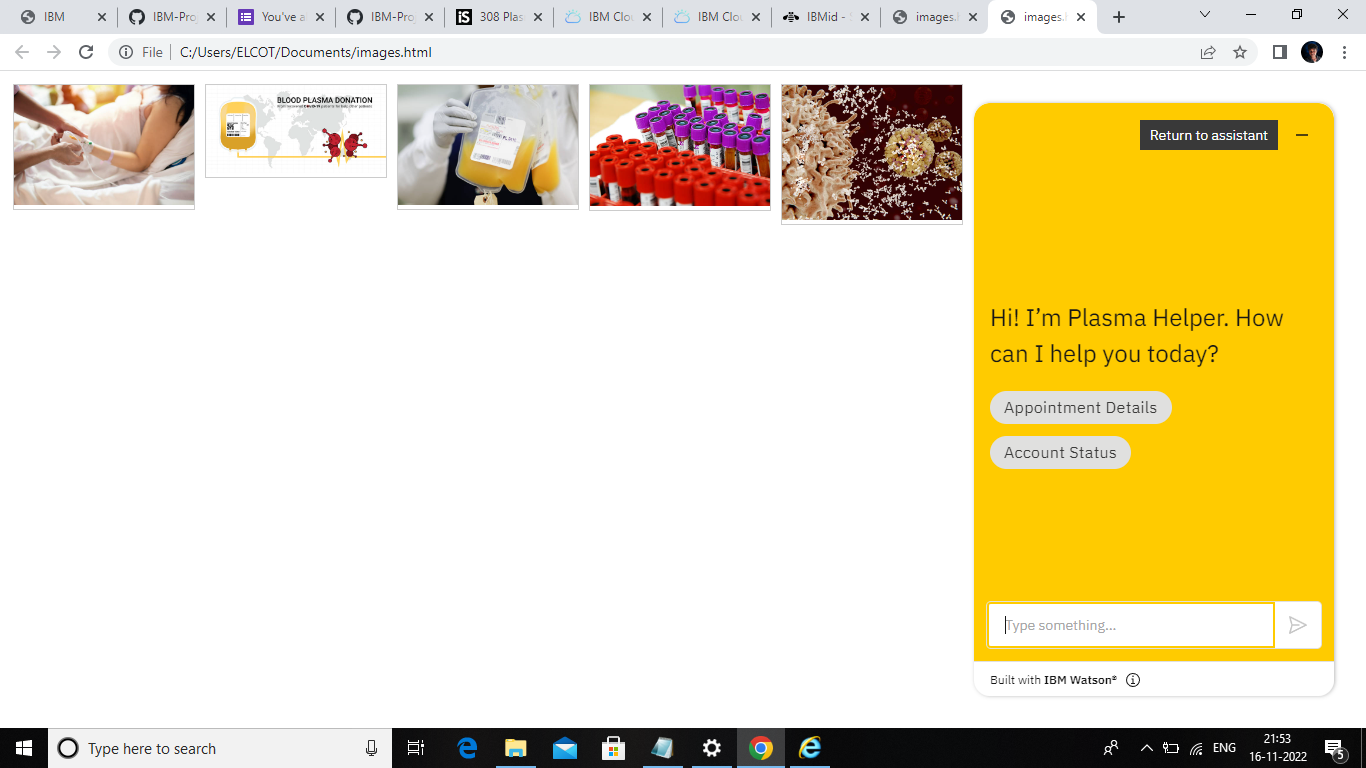 IBM
IBM-Proj
You've a
IBM-Proj
308 Plas
IBM Clou
IBM Clou
IBMid -
images.h
images.h
File
C:/Users/ELCOT/Documents/images.html
BLOOD PLASMA DONATION
Return to assistant
Hi! I’m Plasma Helper. How
can I help you today?
Appointment Details
Account Status
Type something...
Built with IBM Watson®
Type here to search
ENG
21:53
16-11-2022
5